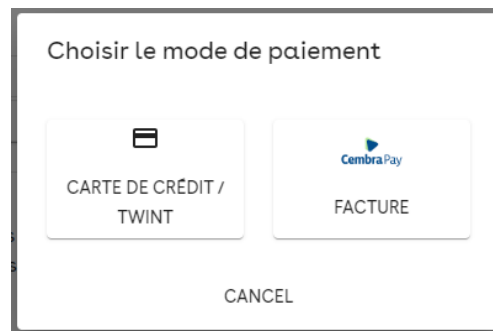 Choisir le mode de paiement
CARTE DE CRÉDIT /
TWINT
CembraPay
FACTURE
CANCEL